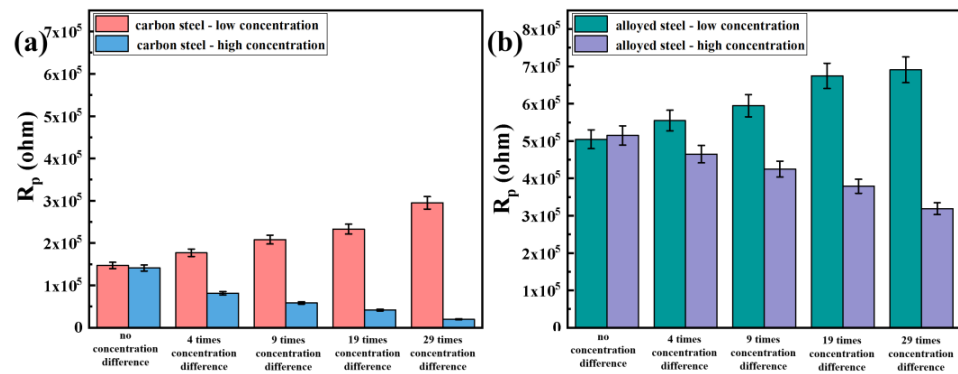 (a)
carbon steel - low concentration
carbon steel - high concentration
R_p (ohm)
7x10^5
6x10^5
5x10^5
4x10^5
3x10^5
2x10^5
1x10^5
0
no
concentration
difference
4 times
concentration
difference
9 times
concentration
difference
19 times
concentration
difference
29 times
concentration
difference
(b)
alloyed steel - low concentration
alloyed steel - high concentration
R_p (ohm)
8x10^5
7x10^5
6x10^5
5x10^5
4x10^5
3x10^5
2x10^5
1x10^5
0
no
concentration
difference
4 times
concentration
difference
9 times
concentration
difference
19 times
concentration
difference
29 times
concentration
difference